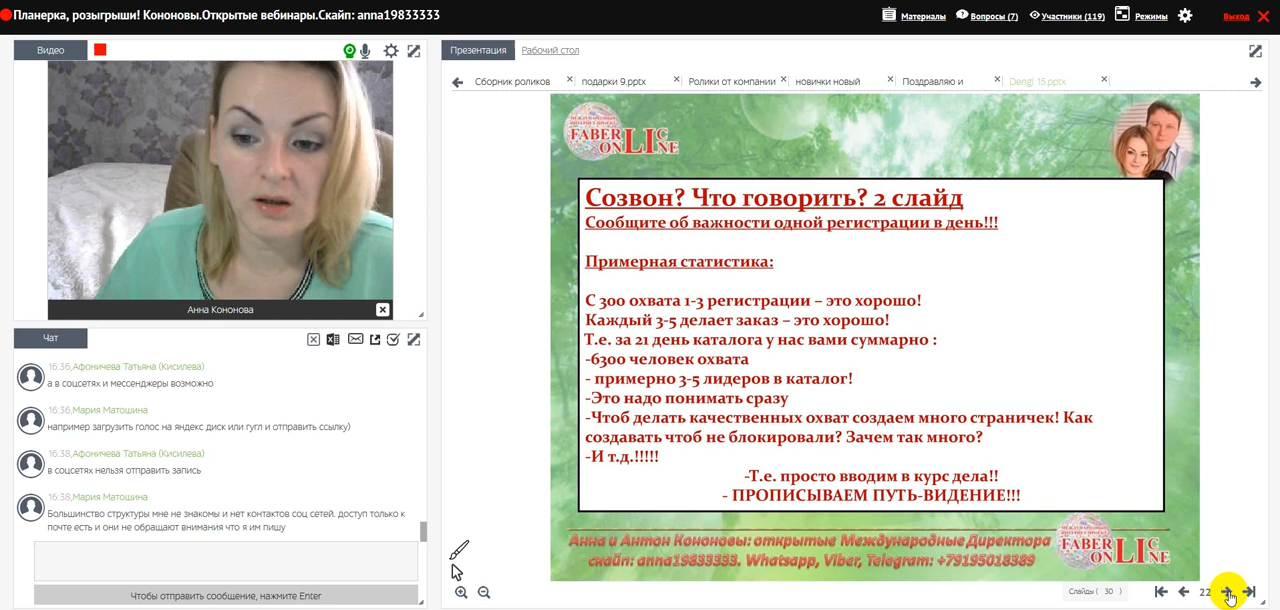 Планерка, розыгрыши! Кононовы.Открытые вебинары.Скайп: anna19833333
Материалы
Вопросы (7)
Участники (119)
Режимы
Выход
Видео
Анна Кононова
Чат
16:36,Афоничева Татьяна (Кисилева)
а в соцсетях и мессенджеры возможно
16:36,Мария Матошина
например загрузить голос на яндекс диск или гугл и отправить ссылку)
16:38,Афоничева Татьяна (Кисилева)
в соцсетях нельзя отправить запись
16:38,Мария Матошина
Большинство структуры мне не знакомы и нет контактов соц сетей. доступ только к
почте есть и они не обращают внимания что я им пишу
Чтобы отправить сообщение, нажмите Enter
Презентация
Рабочий стол
Сборник роликов
подарки 9.pptx
Ролики от компании
новички новый
Поздравляю и
Dengi 15.pptx
FABERLIC
ONLINE
Созвон? Что говорить? 2 слайд
Сообщите об важности одной регистрации в день!!!
Примерная статистика:
С 300 охвата 1-3 регистрации – это хорошо!
Каждый 3-5 делает заказ – это хорошо!
Т.е. за 21 день каталога у нас вами суммарно :
-6300 человек охвата
- примерно 3-5 лидеров в каталог!
-Это надо понимать сразу
-Чтоб делать качественных охват создаем много страничек! Как
создавать чтоб не блокировали? Зачем так много?
-И т.д.!!!!!
-Т.е. просто вводим в курс дела!!
- ПРОПИСЫВАЕМ ПУТЬ-ВИДЕНИЕ!!!
Анна и Антон Кононовы: открытые Международные Директора
скайп: anna19833333. Whatsapp, Viber, Telegram: +79195018389
FABERLIC
ONLINE
Слайды ( 30 )
22